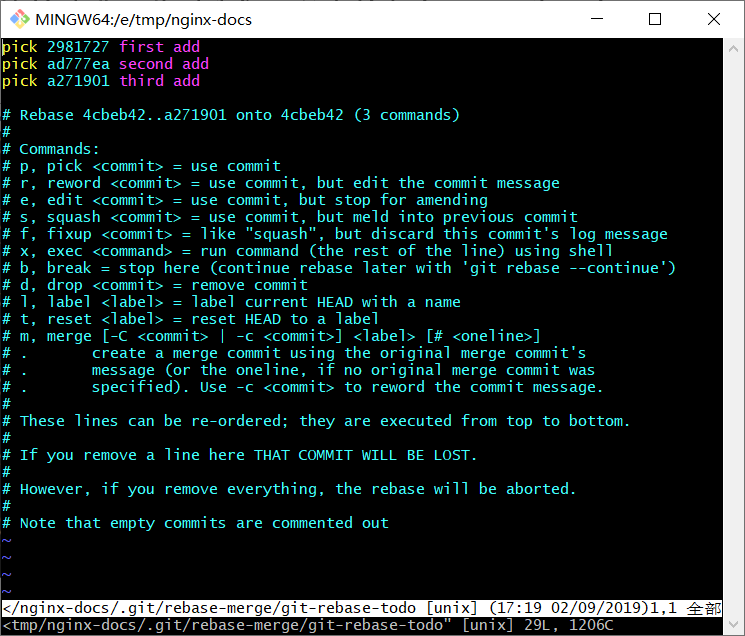 MINGW64:/e/tmp/nginx-docs
pick 2981727 first add
pick ad777ea second add
pick a271901 third add
# Rebase 4cbeb42..a271901 onto 4cbeb42 (3 commands)
#
# Commands:
# p, pick <commit> = use commit
# r, reword <commit> = use commit, but edit the commit message
# e, edit <commit> = use commit, but stop for amending
# s, squash <commit> = use commit, but meld into previous commit
# f, fixup <commit> = like "squash", but discard this commit's log message
# x, exec <command> = run command (the rest of the line) using shell
# b, break = stop here (continue rebase later with 'git rebase --continue')
# d, drop <commit> = remove commit
# l, label <label> = label current HEAD with a name
# t, reset <label> = reset HEAD to a label
# m, merge [-C <commit> | -c <commit>] <label> [# <oneline>]
# .       create a merge commit using the original merge commit's
# .       message (or the oneline, if no original merge commit was
# .       specified). Use -c <commit> to reword the commit message.
#
# These lines can be re-ordered; they are executed from top to bottom.
#
# If you remove a line here THAT COMMIT WILL BE LOST.
#
# However, if you remove everything, the rebase will be aborted.
#
# Note that empty commits are commented out
~
~
~
~
</nginx-docs/.git/rebase-merge/git-rebase-todo [unix] (17:19 02/09/2019)1,1 全部
<tmp/nginx-docs/.git/rebase-merge/git-rebase-todo" [unix] 29L, 1206C